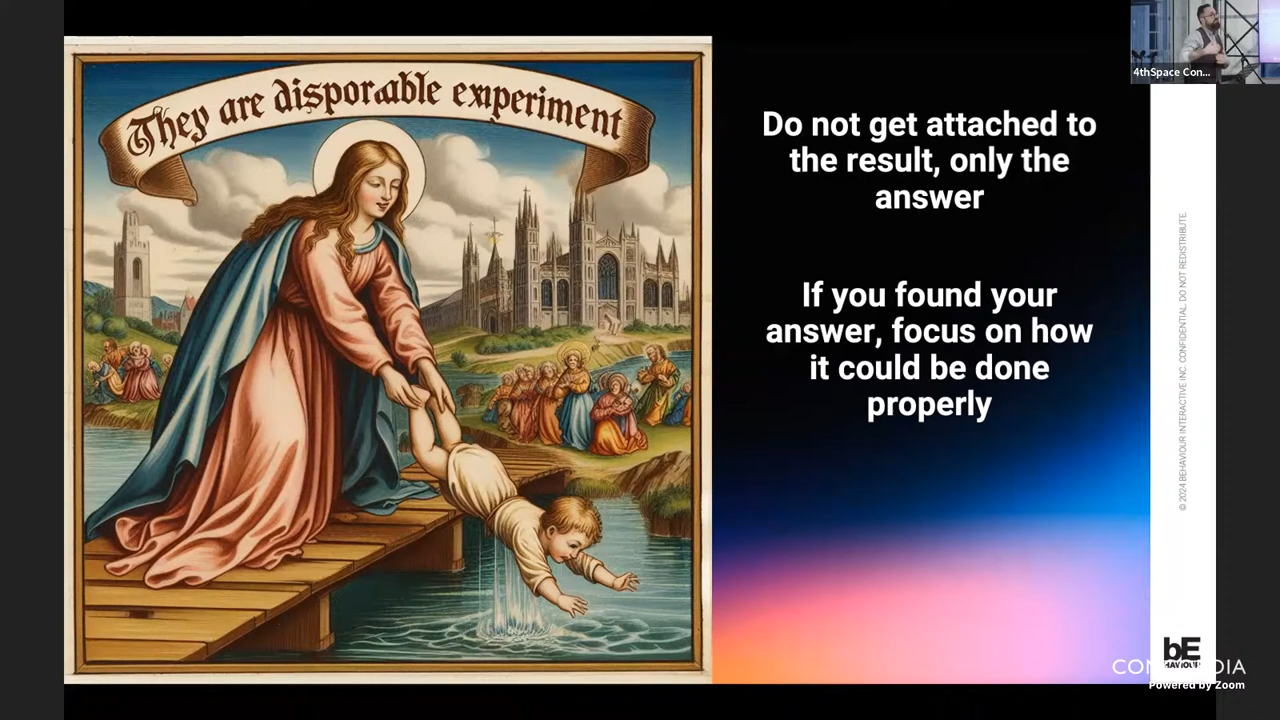 They are disporable experiment
Do not get attached to
the result, only the
answer
If you found your
answer, focus on how
it could be done
properly
4thSpace Con...
© 2024 BEHAVIOUR INTERACTIVE INC. CONFIDENTIAL. DO NOT REDISTRIBUTE.
bE
HAVIOUR
Powered by Zoom